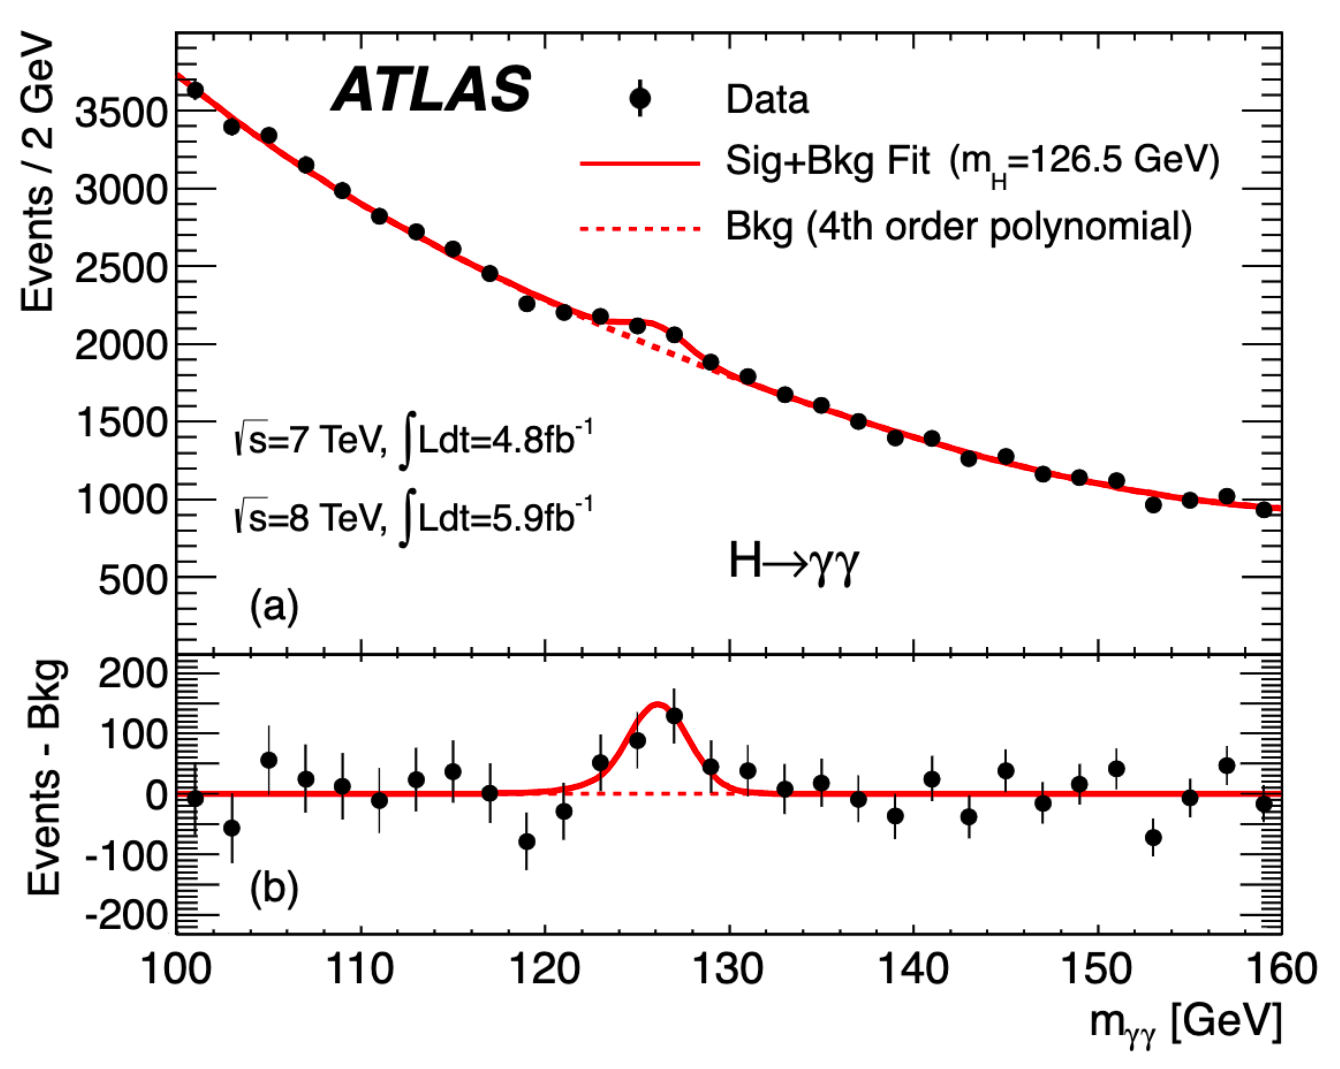 ATLAS
Data
Sig+Bkg Fit (m_H=126.5 GeV)
Bkg (4th order polynomial)
Events / 2 GeV
3500
3000
2500
2000
1500
1000
500
√s=7 TeV, ∫Ldt=4.8fb⁻¹
√s=8 TeV, ∫Ldt=5.9fb⁻¹
H→γγ
(a)
Events - Bkg
200
100
0
-100
-200
(b)
100 110 120 130 140 150 160
m_γγ [GeV]